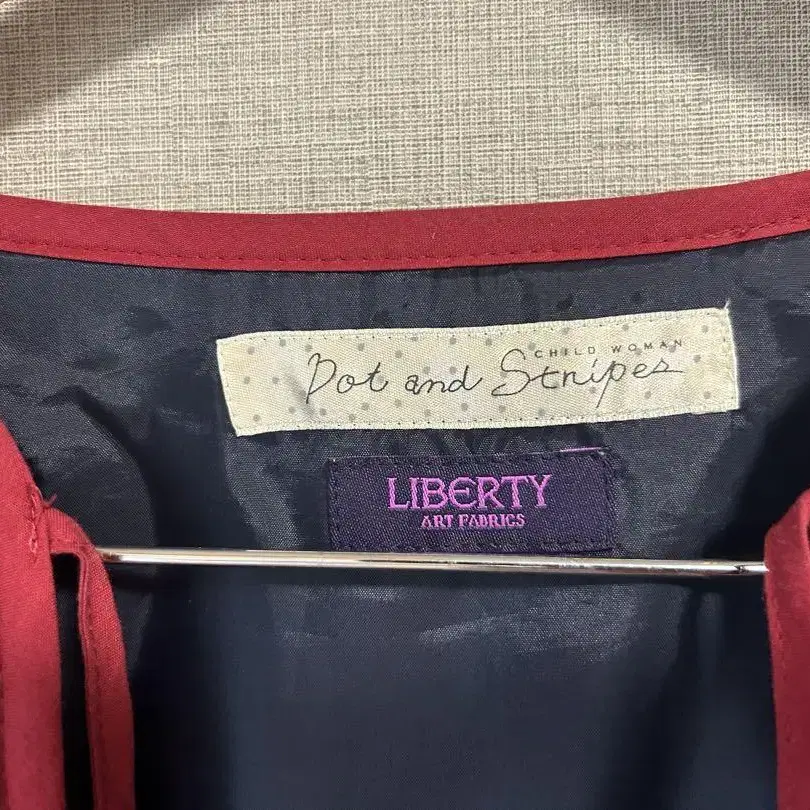 CHILD WOMAN
Dot and Stripes
LIBERTY
ART FABRICS